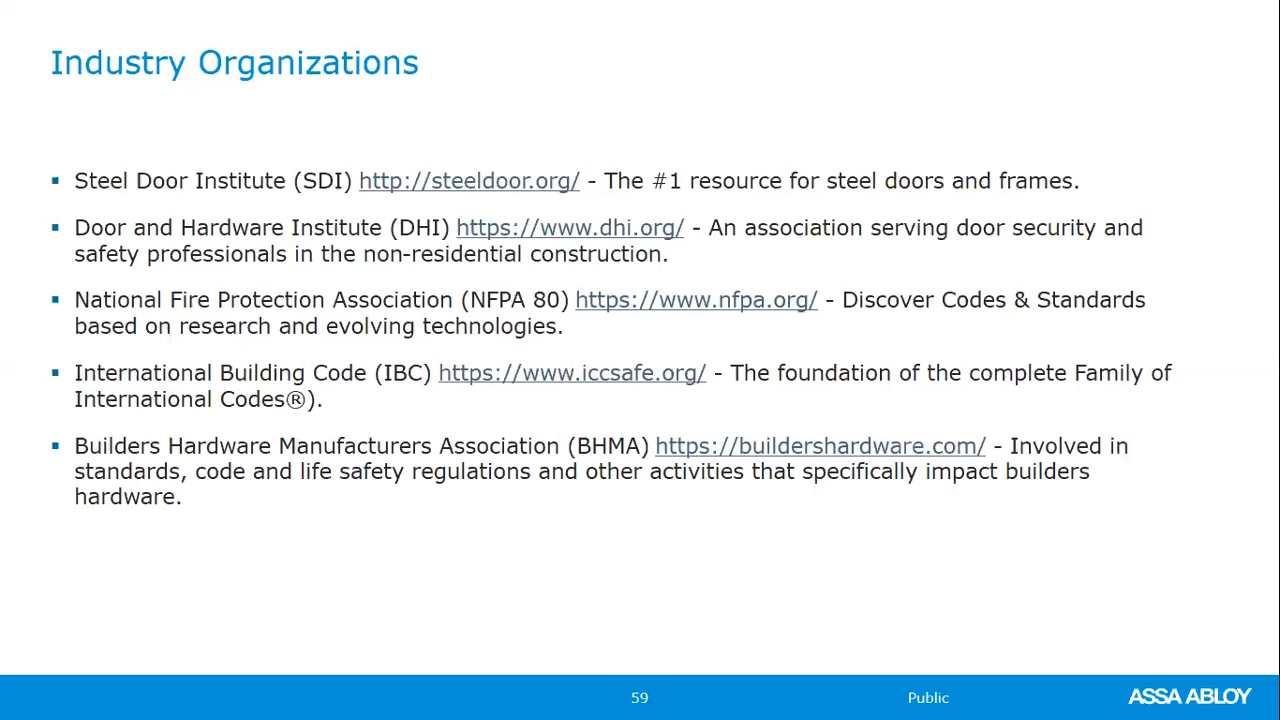 Industry Organizations
▪ Steel Door Institute (SDI) http://steeldoor.org/ - The #1 resource for steel doors and frames.
▪ Door and Hardware Institute (DHI) https://www.dhi.org/ - An association serving door security and
safety professionals in the non-residential construction.
▪ National Fire Protection Association (NFPA 80) https://www.nfpa.org/ - Discover Codes & Standards
based on research and evolving technologies.
▪ International Building Code (IBC) https://www.iccsafe.org/ - The foundation of the complete Family of
International Codes®).
▪ Builders Hardware Manufacturers Association (BHMA) https://buildershardware.com/ - Involved in
standards, code and life safety regulations and other activities that specifically impact builders
hardware.
59
Public
ASSA ABLOY